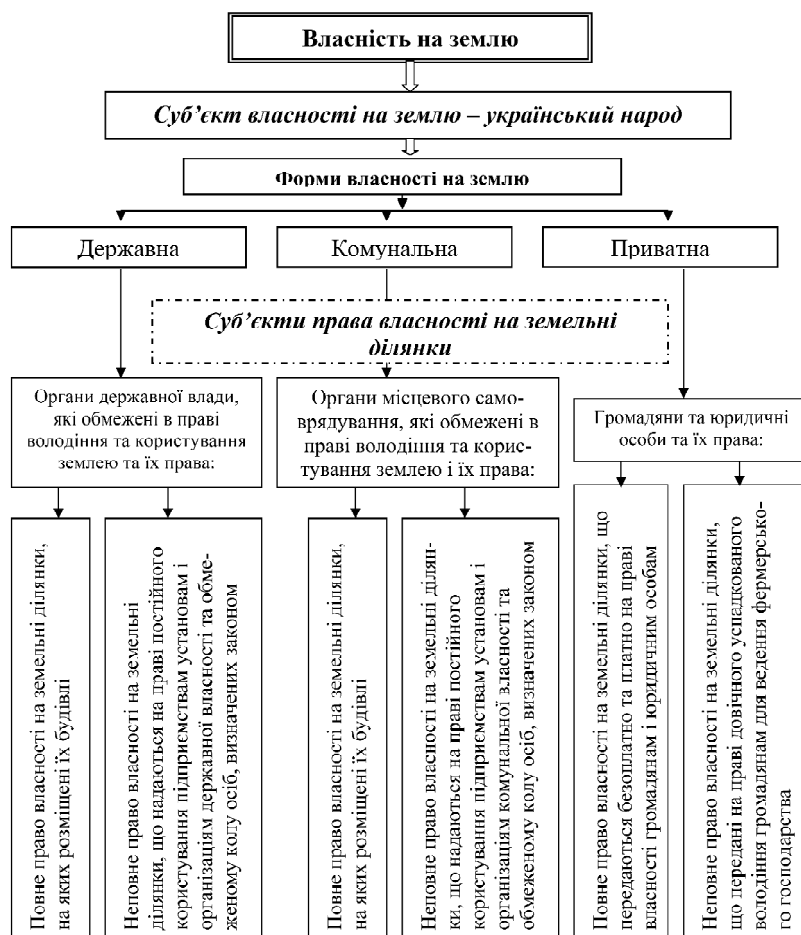 Власність на землю
Суб’єкт власності на землю – український народ
Форми власності на землю
Державна
Комунальна
Приватна
Суб’єкти права власності на земельні
ділянки
Органи державної влади,
які обмежені в праві
володіння та користування
землею та їх права:
Органи місцевого само-
врядування, які обмежені в
праві володіння та корис-
тування землею і їх права:
Громадяни та юридичні
особи та їх права:
Повне право власності на земельні ділянки,
на яких розміщені їх будівлі
Неповне право власності на земельні
ділянки, що надаються на праві постійного
користування підприємствам установам і
організаціям державної власності та обме-
женому колу осіб, визначених законом
Повне право власності на земельні ділянки,
на яких розміщені їх будівлі
Неповне право власності на земельні ділян-
ки, що надаються на праві постійного
користування підприємствам установам і
організаціям комунальної власності та
обмеженому колу осіб, визначених законом
Повне право власності на земельні ділянки, що
передаються безоплатно та платно на праві
власності громадянам і юридичним особам
Неповне право власності на земельні ділянки,
що передані на праві довічного успадкованого
володіння громадянам для ведення фермерсько-
го господарства